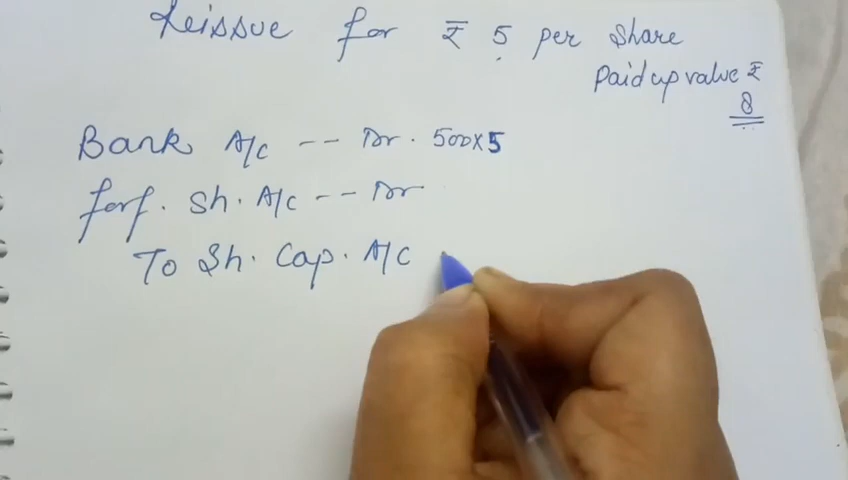 Reissue for ₹ 5 per share
Paid up value ₹
8
Bank A/c -- Dr. 500x5
forf. Sh. A/c -- Dr
To Sh. Cap. A/c